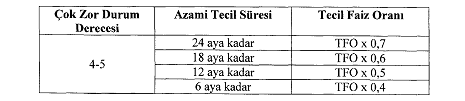 Çok Zor Durum Derecesi Azami Tecil Süresi Tecil Faiz Oranı
4-5
24 aya kadar TFO x 0,7
18 aya kadar TFO x 0,6
12 aya kadar TFO x 0,5
6 aya kadar TFO x 0,4